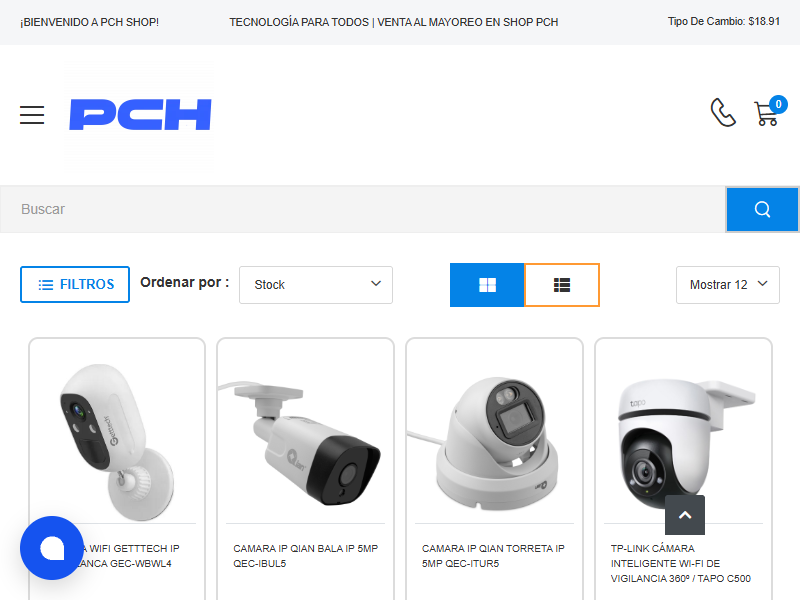 ¡BIENVENIDO A PCH SHOP!
TECNOLOGÍA PARA TODOS | VENTA AL MAYOREO EN SHOP PCH
Tipo De Cambio: $18.91
PCH
0
Buscar
FILTROS
Ordenar por :
Stock
Mostrar 12
Getttech
Qian
tapo
WIFI GETTTECH IP
GEC-WBWL4
CAMARA IP QIAN BALA IP 5MP
QEC-IBUL5
CAMARA IP QIAN TORRETA IP
5MP QEC-ITUR5
TP-LINK CÁMARA
INTELIGENTE WI-FI DE
VIGILANCIA 360º / TAPO C500